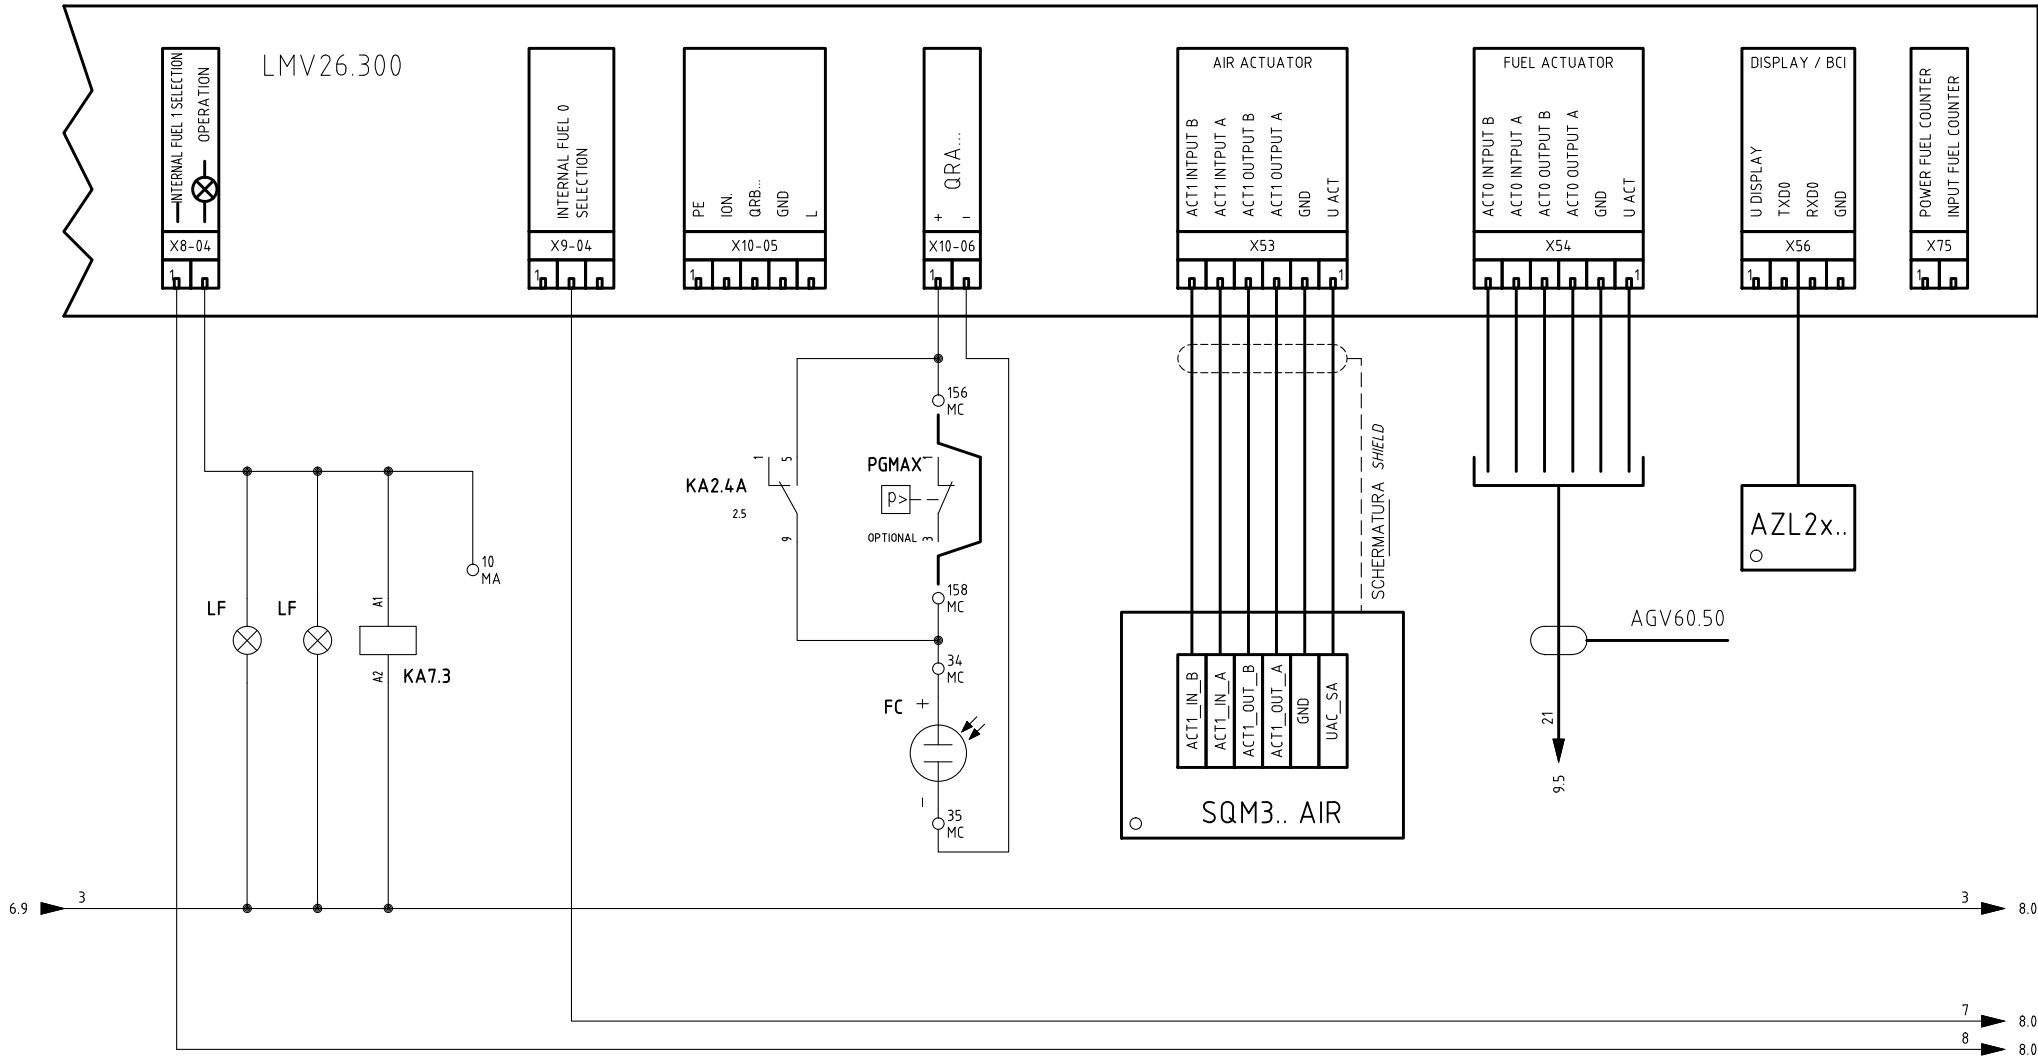 LMV26.300
INTERNAL FUEL 1 SELECTION
OPERATION
X8-04
1
INTERNAL FUEL 0
SELECTION
X9-04
1
PE
ION.
QRB...
GND
L
X10-05
1
QRA...
+
-
X10-06
1
AIR ACTUATOR
ACT1 INTPUT B
ACT1 INTPUT A
ACT1 OUTPUT B
ACT1 OUTPUT A
GND
U ACT
X53
1
FUEL ACTUATOR
ACT0 INTPUT B
ACT0 INTPUT A
ACT0 OUTPUT B
ACT0 OUTPUT A
GND
U ACT
X54
1
DISPLAY / BCI
U DISPLAY
TXD0
RXD0
GND
X56
1
POWER FUEL COUNTER
INPUT FUEL COUNTER
X75
1
156
MC
KA2.4A
2.5
1
5
9
PGMAX
P>
OPTIONAL
1
3
158
MC
34
MC
FC
+
-
35
MC
10
MA
LF
LF
A1
A2
KA7.3
SCHERMATURA SHIELD
ACT1_IN_B
ACT1_IN_A
ACT1_OUT_B
ACT1_OUT_A
GND
UAC_SA
SQM3.. AIR
AGV60.50
21
9.5
AZL2x..
6.9
3
3
8.0
7
8.0
8
8.0